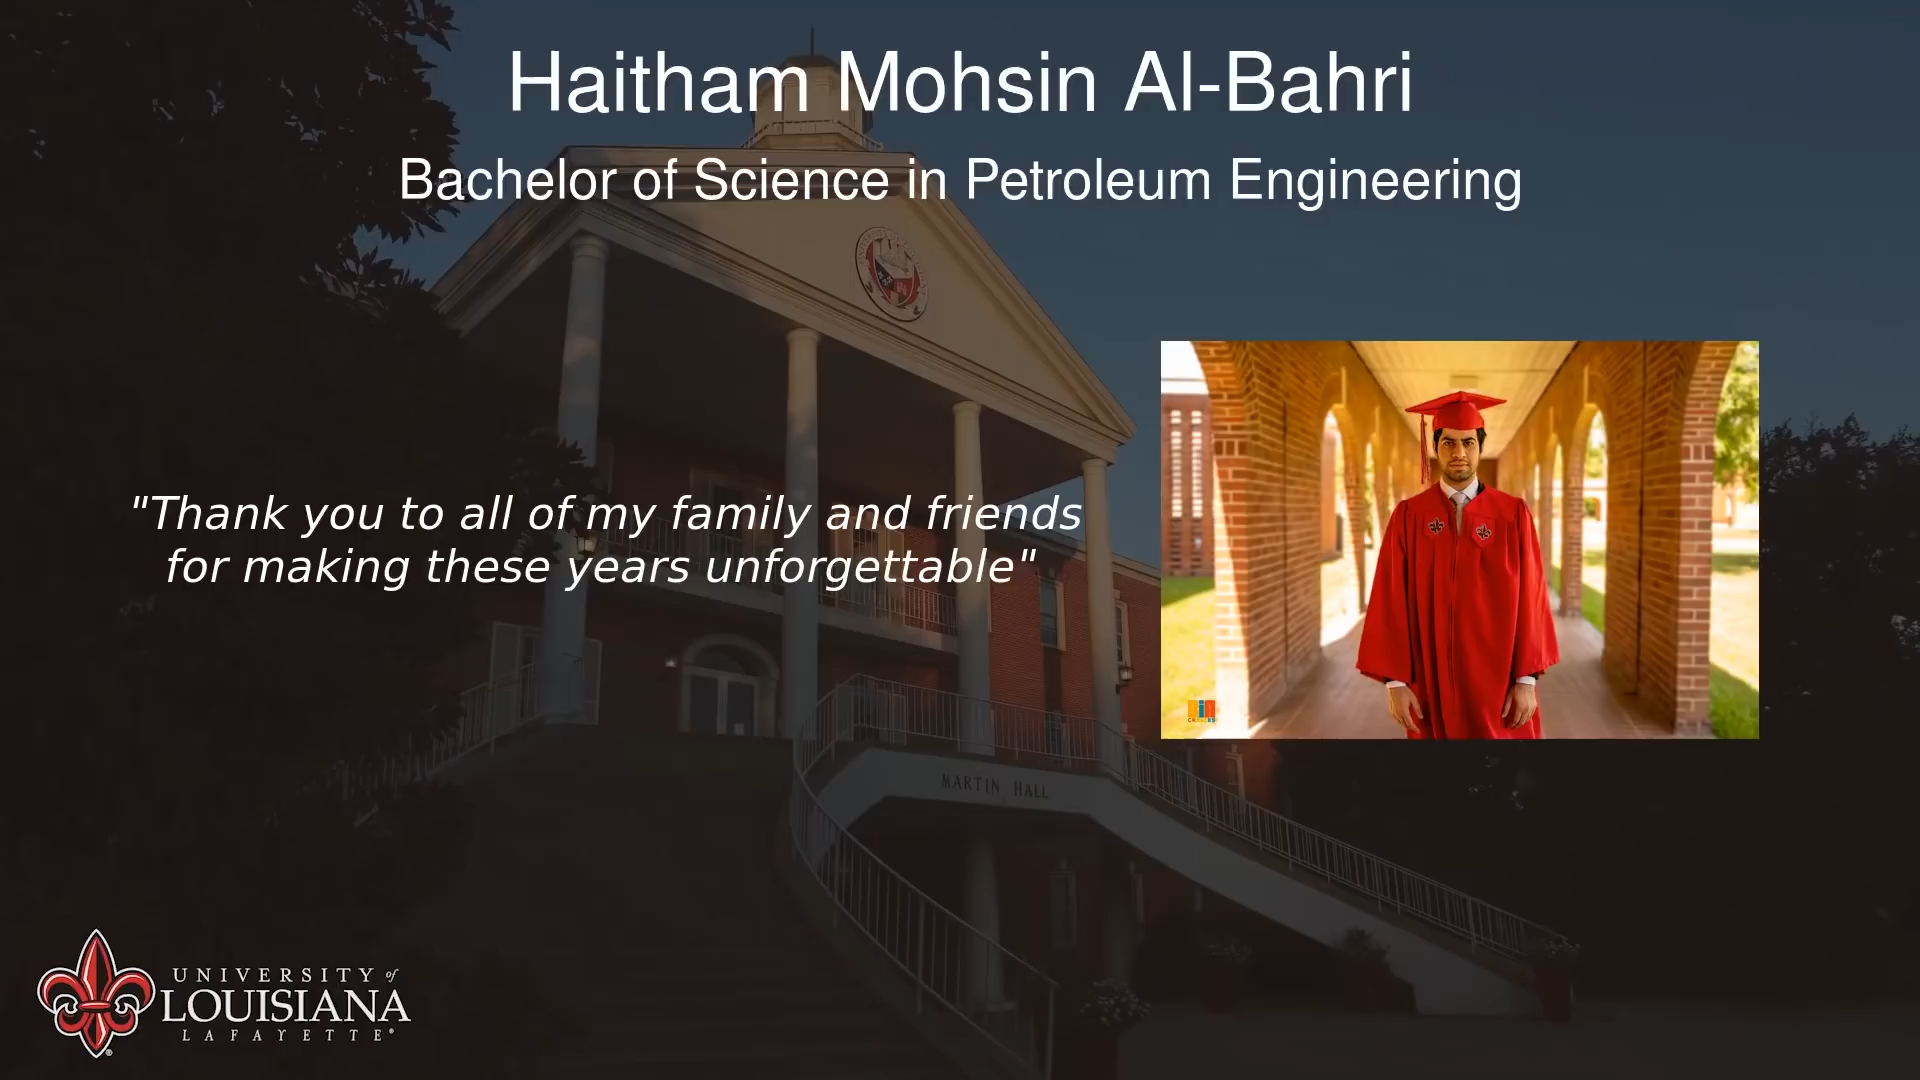 Haitham Mohsin Al-Bahri
Bachelor of Science in Petroleum Engineering
"Thank you to all of my family and friends
for making these years unforgettable"
MARTIN HALL
UNIVERSITY of
LOUISIANA
LAFAYETTE®